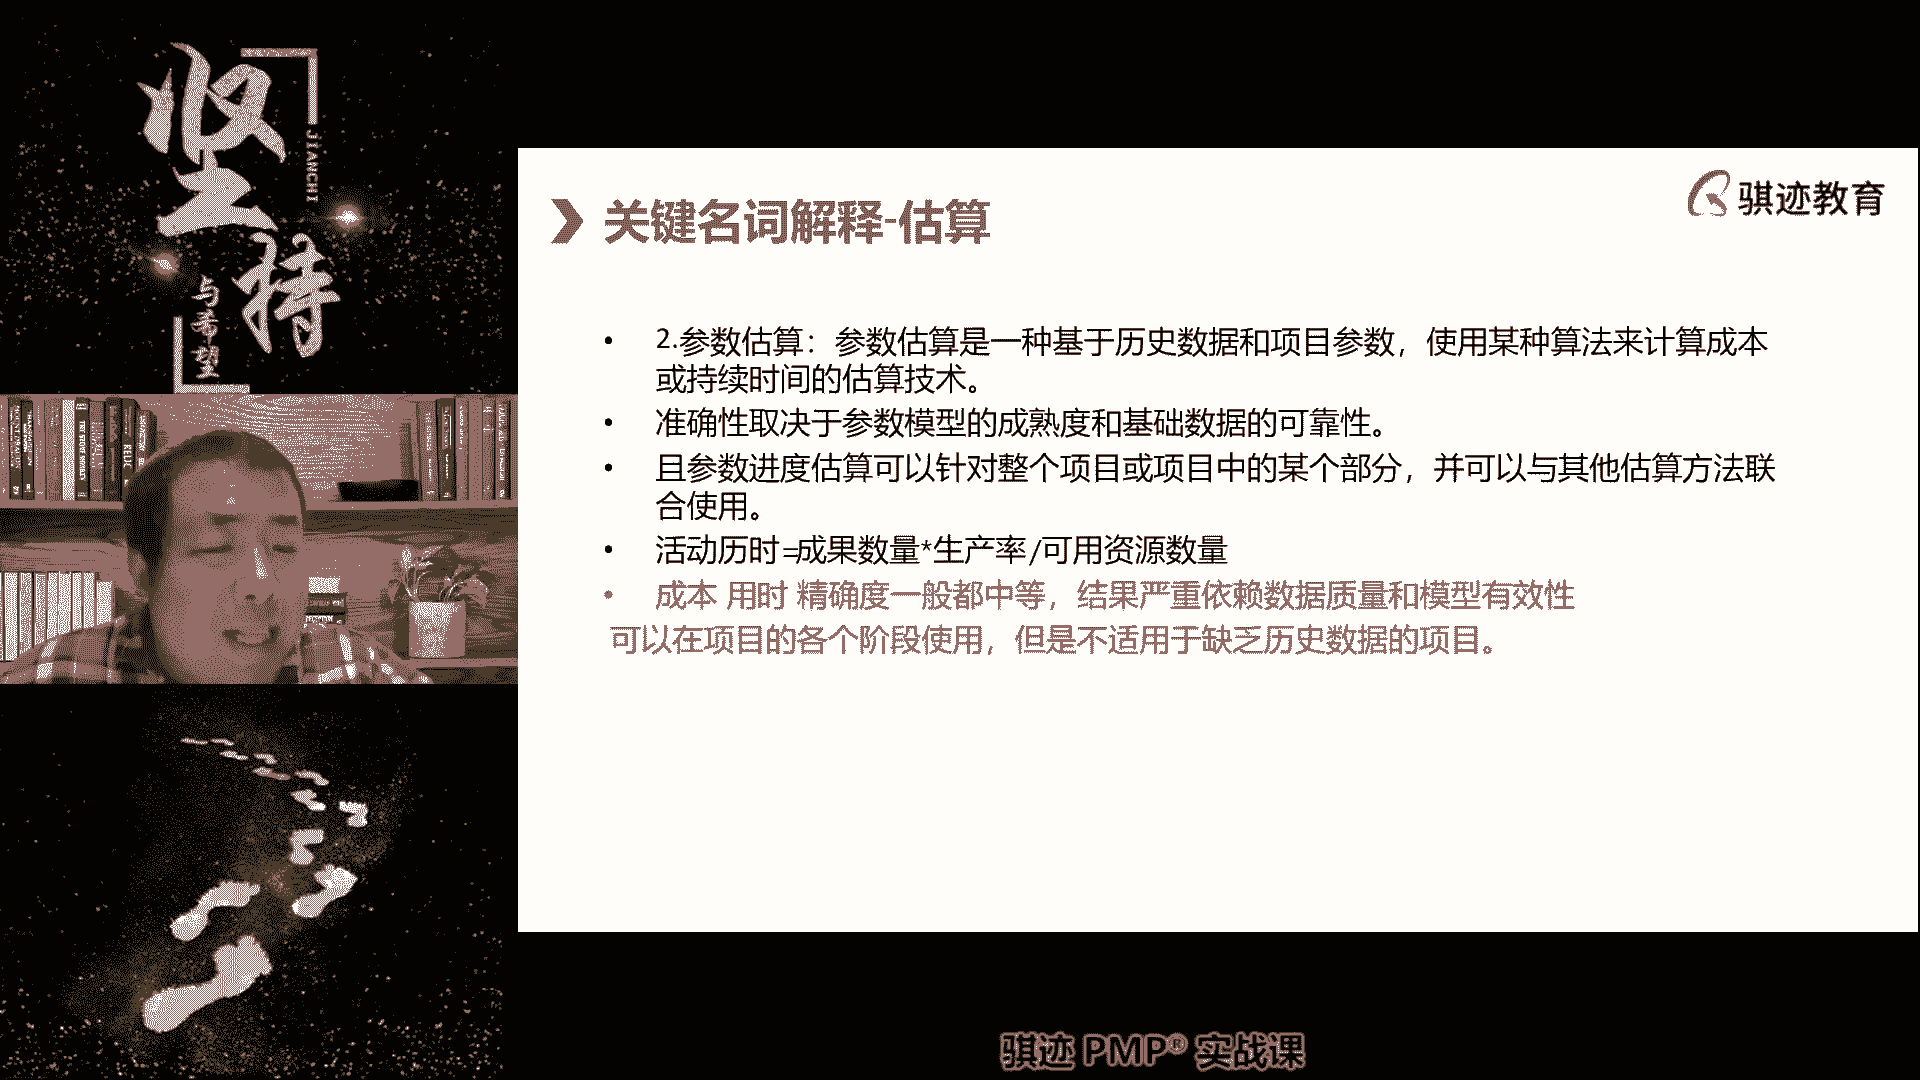 坚
持
JIANCHI
与
希
望
骐迹教育
关键名词解释-估算
• 2.参数估算：参数估算是一种基于历史数据和项目参数，使用某种算法来计算成本
或持续时间的估算技术。
• 准确性取决于参数模型的成熟度和基础数据的可靠性。
• 且参数进度估算可以针对整个项目或项目中的某个部分，并可以与其他估算方法联
合使用。
• 活动历时=成果数量*生产率/可用资源数量
• 成本 用时 精确度一般都中等，结果严重依赖数据质量和模型有效性
可以在项目的各个阶段使用，但是不适用于缺乏历史数据的项目。
骐迹 PMP® 实战课